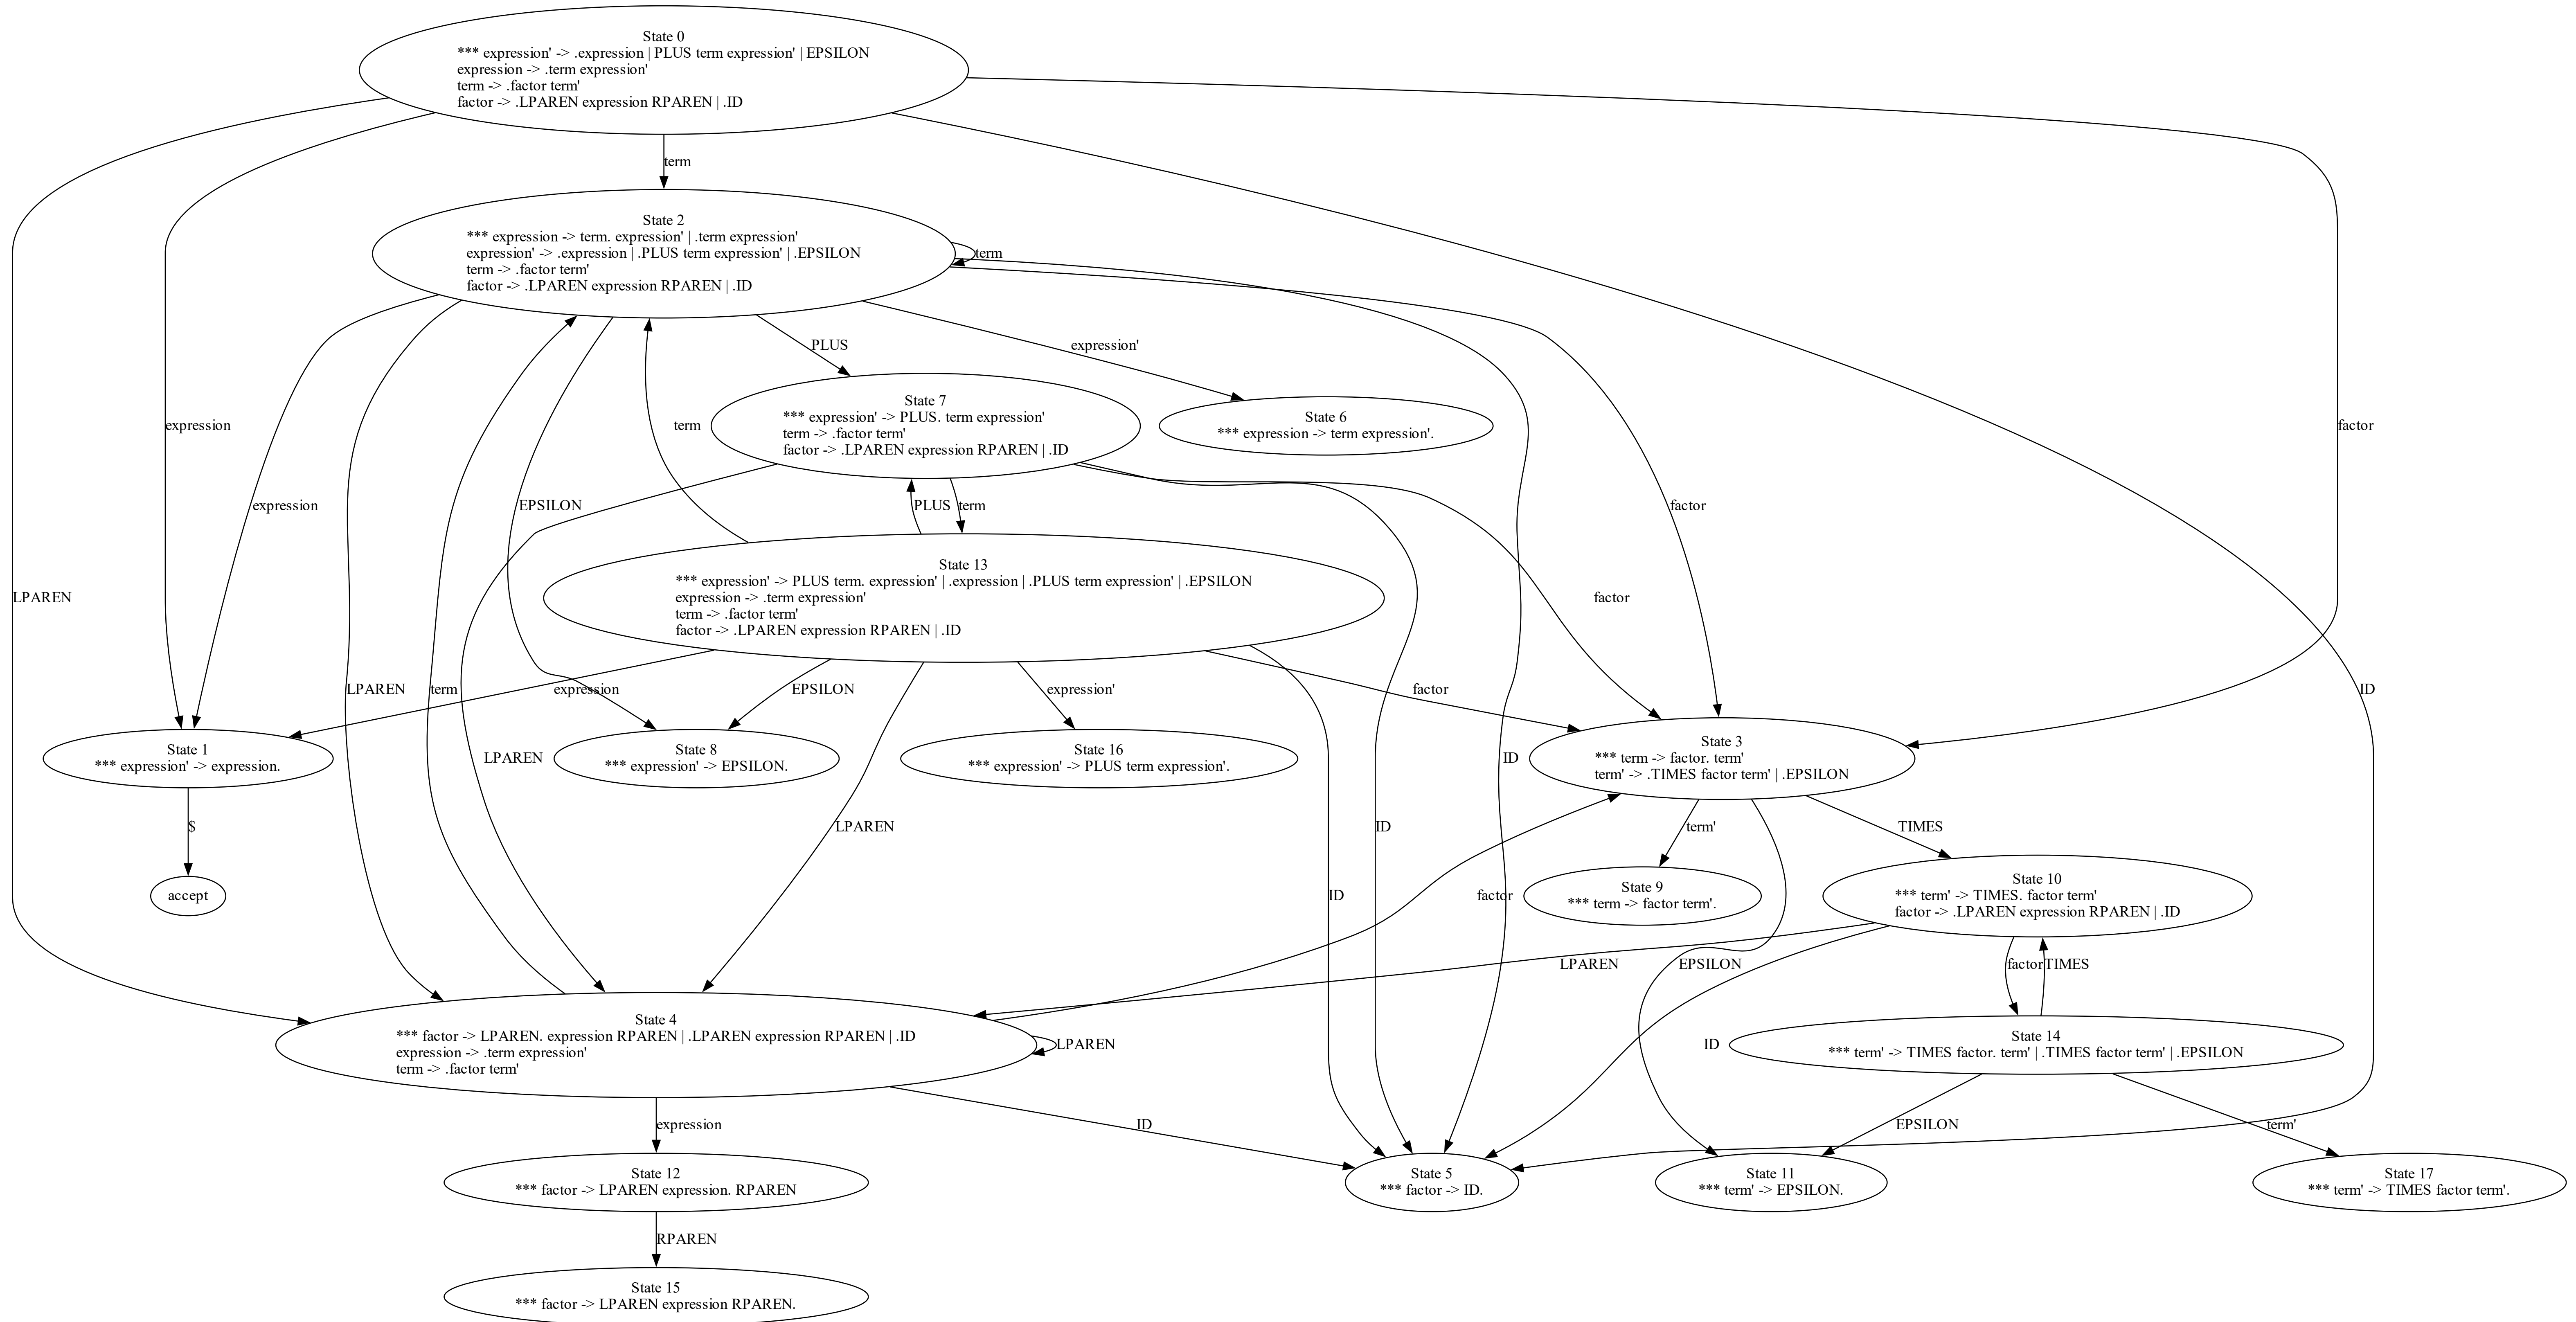 State 0
*** expression' -> .expression | PLUS term expression' | EPSILON
expression -> .term expression'
term -> .factor term'
factor -> .LPAREN expression RPAREN | .ID
term
State 2
*** expression -> term. expression' | .term expression'
expression' -> .expression | .PLUS term expression' | .EPSILON
term -> .factor term'
factor -> .LPAREN expression RPAREN | .ID
term
PLUS
expression'
State 7
*** expression' -> PLUS. term expression'
term -> .factor term'
factor -> .LPAREN expression RPAREN | .ID
State 6
*** expression -> term expression'.
expression
term
factor
expression
EPSILON
PLUS
term
factor
State 13
*** expression' -> PLUS term. expression' | .expression | .PLUS term expression' | .EPSILON
expression -> .term expression'
term -> .factor term'
factor -> .LPAREN expression RPAREN | .ID
LPAREN
factor
LPAREN
term
expression
EPSILON
expression'
factor
ID
State 1
*** expression' -> expression.
LPAREN
State 8
*** expression' -> EPSILON.
State 16
*** expression' -> PLUS term expression'.
ID
State 3
*** term -> factor. term'
term' -> .TIMES factor term' | .EPSILON
$
LPAREN
ID
term'
TIMES
accept
ID
factor
State 9
*** term -> factor term'.
State 10
*** term' -> TIMES. factor term'
factor -> .LPAREN expression RPAREN | .ID
LPAREN
EPSILON
factor
TIMES
State 4
*** factor -> LPAREN. expression RPAREN | .LPAREN expression RPAREN | .ID
expression -> .term expression'
term -> .factor term'
LPAREN
ID
State 14
*** term' -> TIMES factor. term' | .TIMES factor term' | .EPSILON
expression
ID
EPSILON
term'
State 12
*** factor -> LPAREN expression. RPAREN
State 5
*** factor -> ID.
State 11
*** term' -> EPSILON.
State 17
*** term' -> TIMES factor term'.
RPAREN
State 15
*** factor -> LPAREN expression RPAREN.